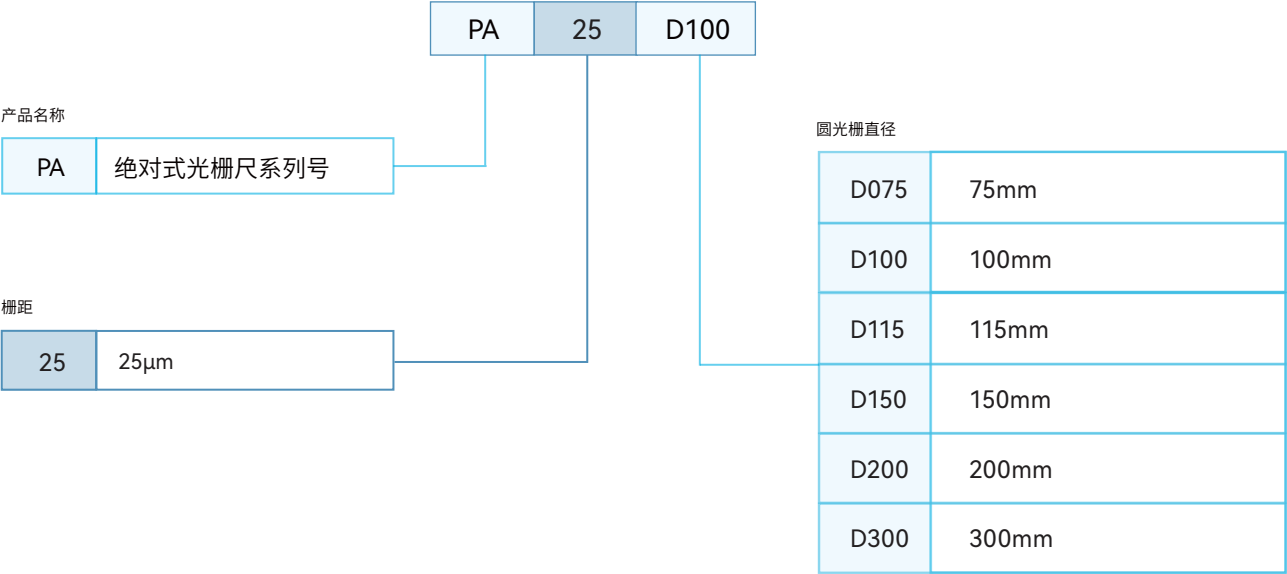 PA 25 D100
产品名称
PA 绝对式光栅尺系列号
栅距
25 25μm
圆光栅直径
D075 75mm
D100 100mm
D115 115mm
D150 150mm
D200 200mm
D300 300mm